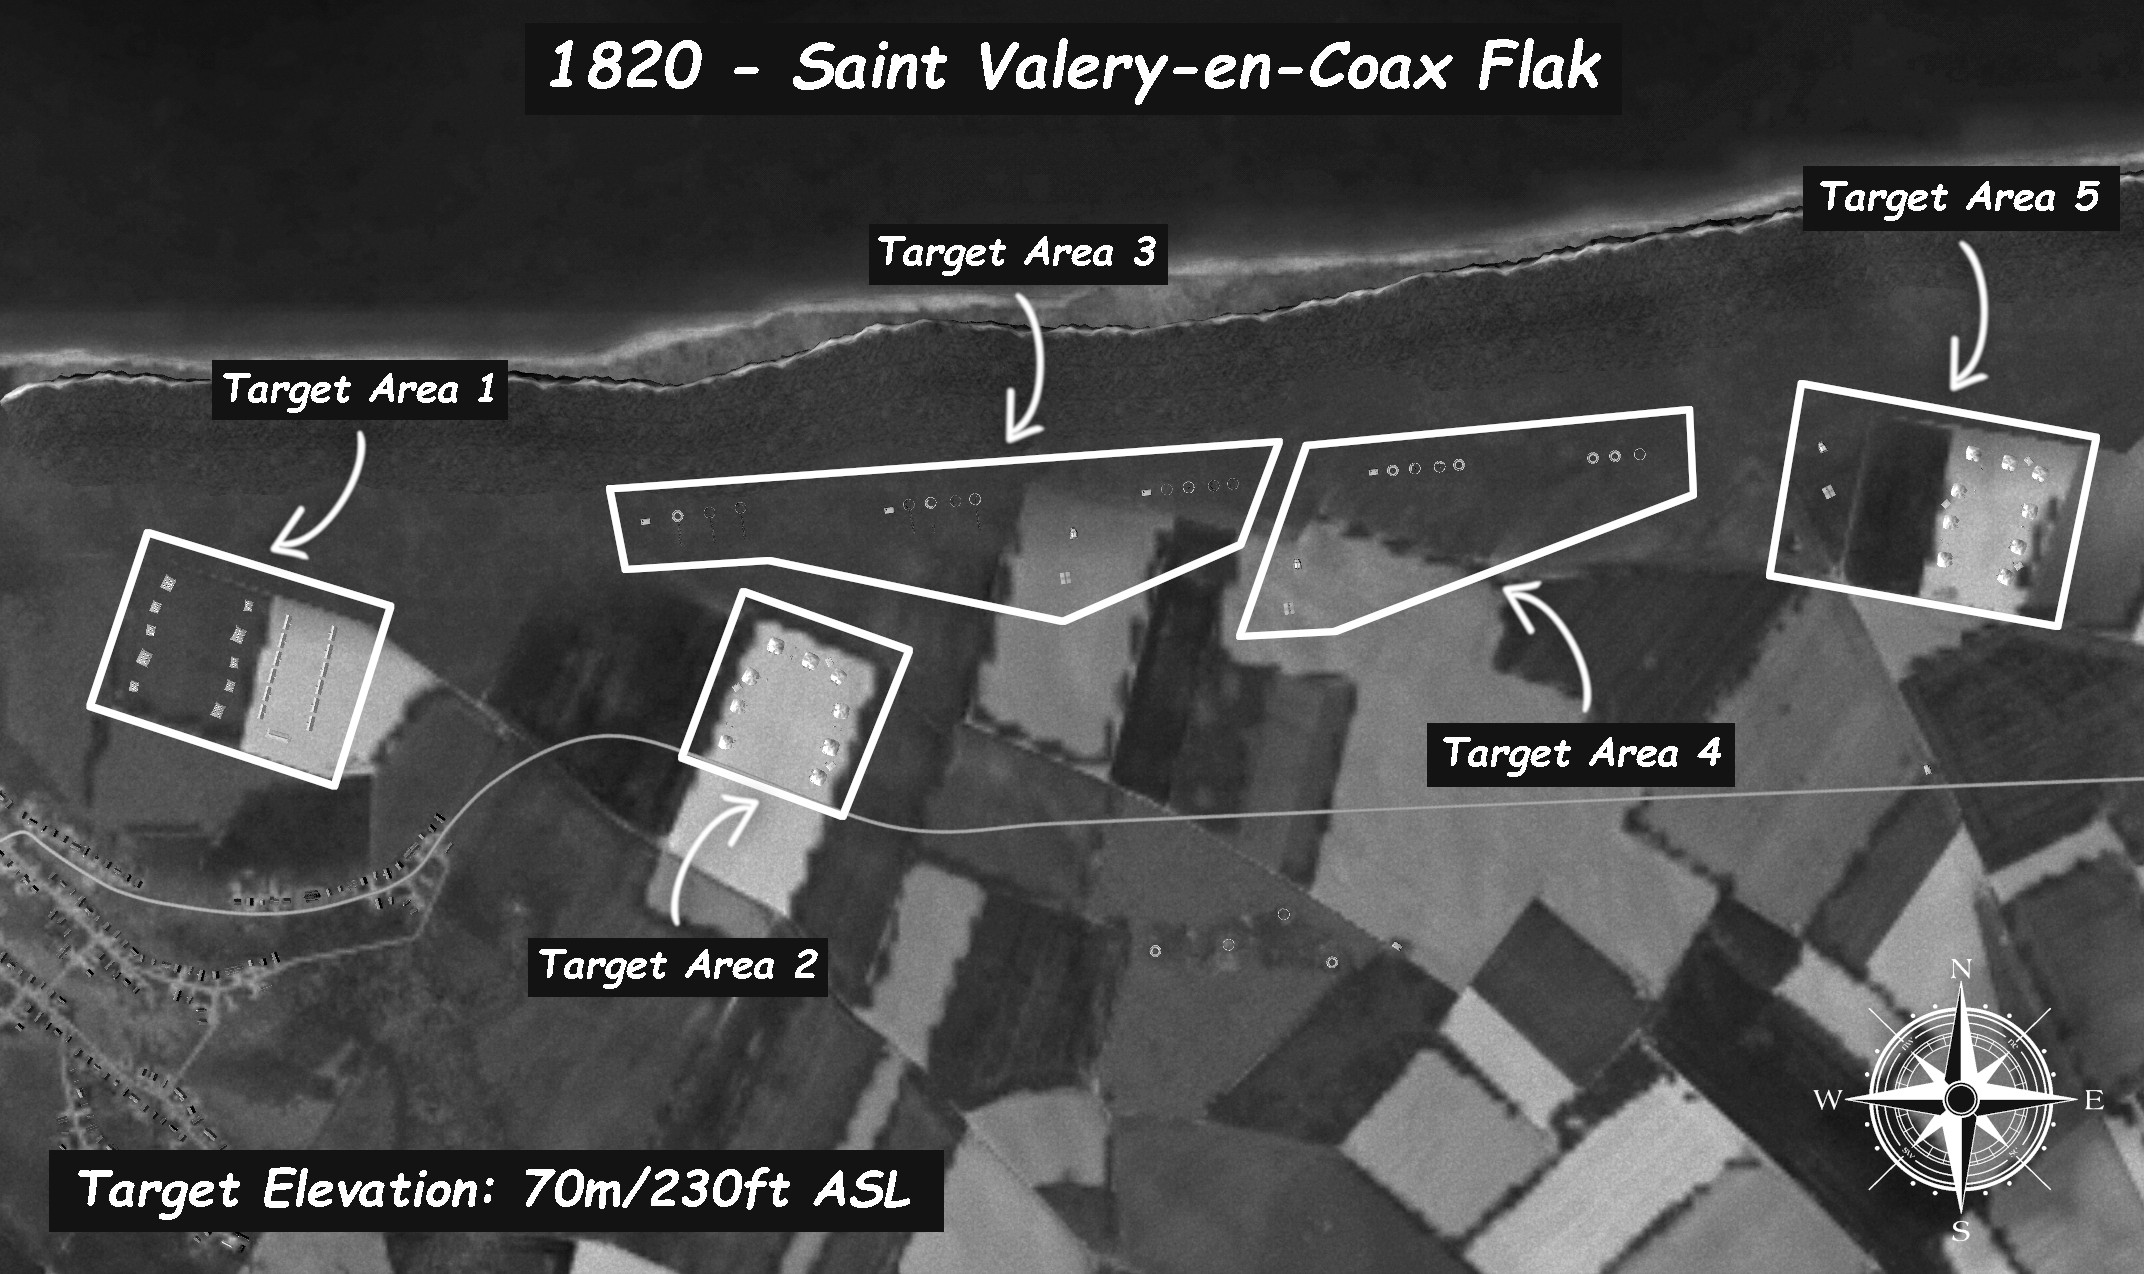 1820 - Saint Valery-en-Coax Flak
Target Area 5
Target Area 3
Target Area 1
Target Area 4
Target Area 2
N
W
E
S
Target Elevation: 70m/230ft ASL